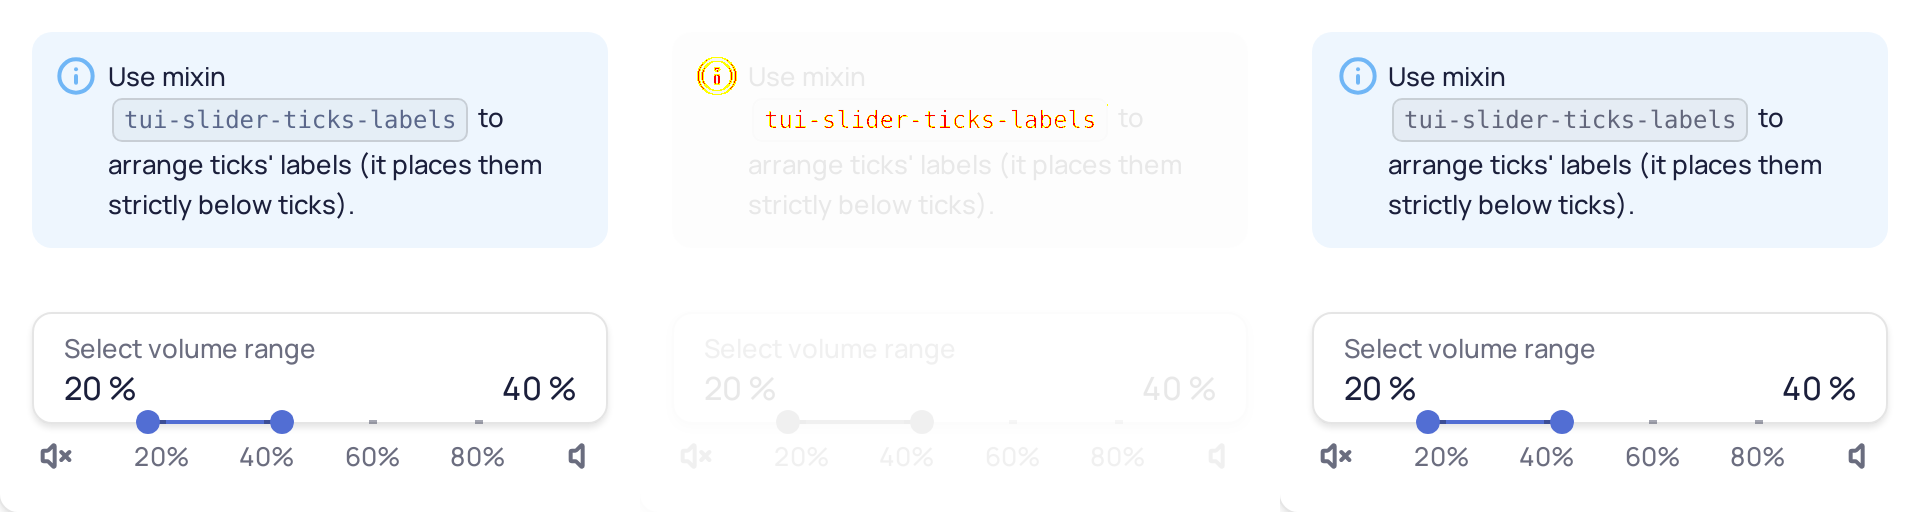 Use mixin
tui-slider-ticks-labels to
arrange ticks' labels (it places them
strictly below ticks).
Select volume range
20 % 40 %
20% 40% 60% 80%
Use mixin
tui-slider-ticks-labels to
arrange ticks' labels (it places them
strictly below ticks).
Select volume range
20 % 40 %
20% 40% 60% 80%
Use mixin
tui-slider-ticks-labels to
arrange ticks' labels (it places them
strictly below ticks).
Select volume range
20 % 40 %
20% 40% 60% 80%